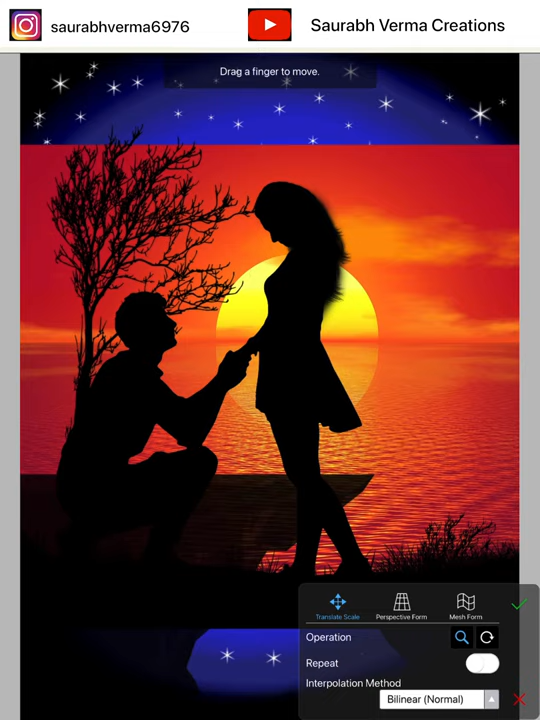 saurabhverma6976
Saurabh Verma Creations
Drag a finger to move.
Translate Scale
Perspective Form
Mesh Form
Operation
Repeat
Interpolation Method
Bilinear (Normal)